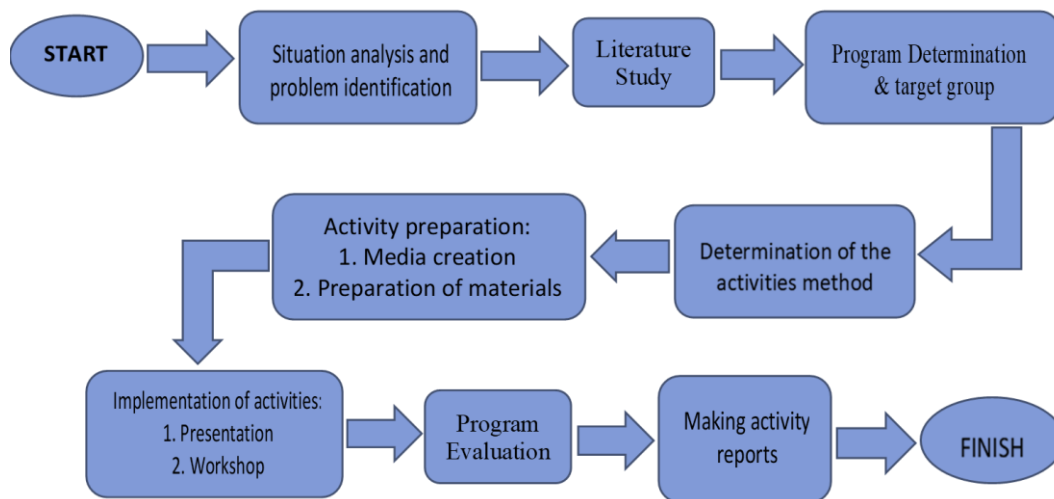 START
Situation analysis and
problem identification
Literature
Study
Program Determination
& target group
Determination of the
activities method
Activity preparation:
1. Media creation
2. Preparation of materials
Implementation of activities:
1. Presentation
2. Workshop
Program
Evaluation
Making activity
reports
FINISH